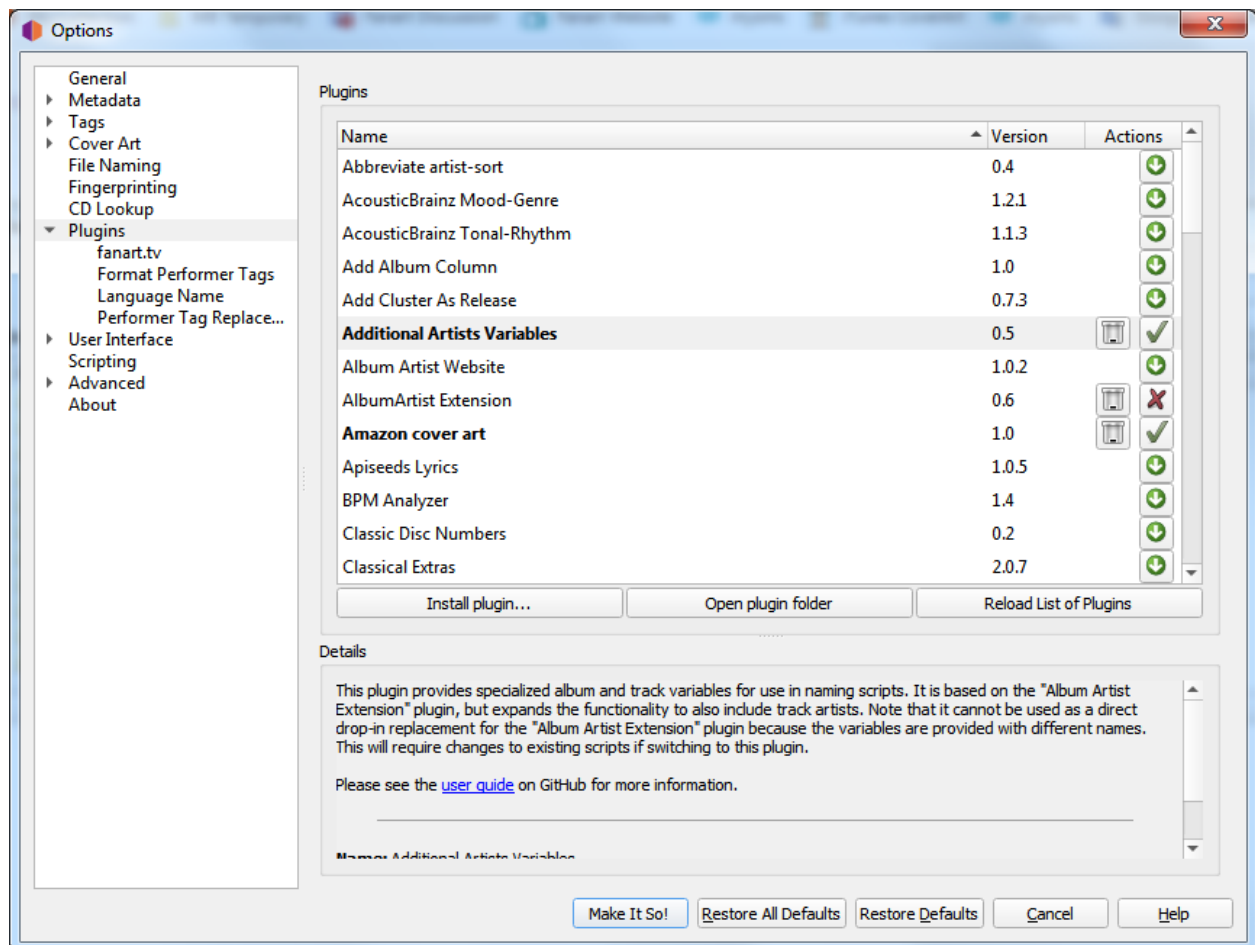 Options
General
Metadata
Tags
Cover Art
File Naming
Fingerprinting
CD Lookup
Plugins
fanart.tv
Format Performer Tags
Language Name
Performer Tag Replace...
User Interface
Scripting
Advanced
About
Plugins
Name Version Actions
Abbreviate artist-sort 0.4
AcousticBrainz Mood-Genre 1.2.1
AcousticBrainz Tonal-Rhythm 1.1.3
Add Album Column 1.0
Add Cluster As Release 0.7.3
Additional Artists Variables 0.5
Album Artist Website 1.0.2
AlbumArtist Extension 0.6
Amazon cover art 1.0
Apiseeds Lyrics 1.0.5
BPM Analyzer 1.4
Classic Disc Numbers 0.2
Classical Extras 2.0.7
Install plugin... Open plugin folder Reload List of Plugins
Details
This plugin provides specialized album and track variables for use in naming scripts. It is based on the "Album Artist
Extension" plugin, but expands the functionality to also include track artists. Note that it cannot be used as a direct
drop-in replacement for the "Album Artist Extension" plugin because the variables are provided with different names.
This will require changes to existing scripts if switching to this plugin.
Please see the user guide on GitHub for more information.
Name: Additional Artists Variables
Make It So! Restore All Defaults Restore Defaults Cancel Help